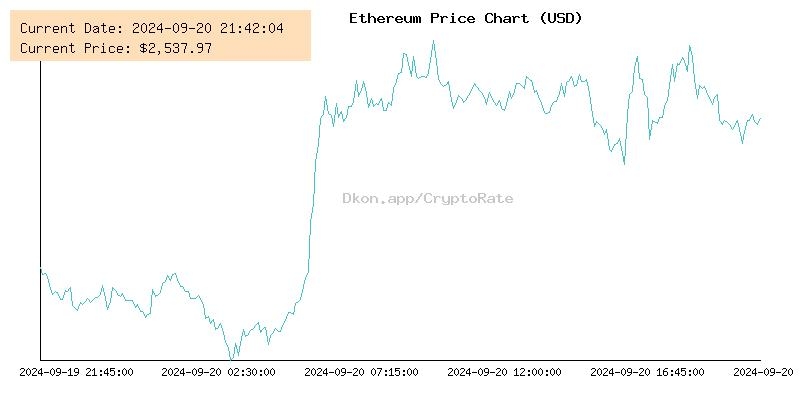 Ethereum Price Chart (USD)
Current Date: 2024-09-20 21:42:04
Current Price: $2,537.97
Dkon.app/CryptoRate
2024-09-19 21:45:00 2024-09-20 02:30:00 2024-09-20 07:15:00 2024-09-20 12:00:00 2024-09-20 16:45:00 2024-09-20